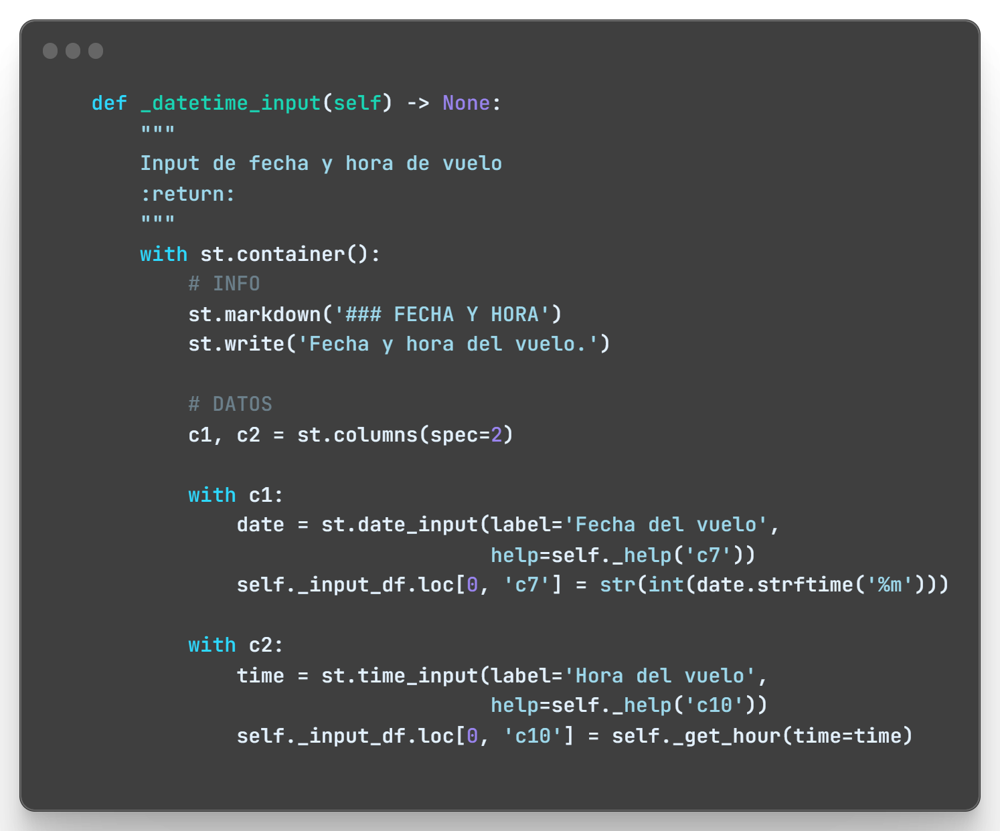 def _datetime_input(self) -> None:
    """
    Input de fecha y hora de vuelo
    :return:
    """
    with st.container():
        # INFO
        st.markdown('### FECHA Y HORA')
        st.write('Fecha y hora del vuelo.')

        # DATOS
        c1, c2 = st.columns(spec=2)

        with c1:
            date = st.date_input(label='Fecha del vuelo',
                                 help=self._help('c7'))
            self._input_df.loc[0, 'c7'] = str(int(date.strftime('%m')))

        with c2:
            time = st.time_input(label='Hora del vuelo',
                                 help=self._help('c10'))
            self._input_df.loc[0, 'c10'] = self._get_hour(time=time)